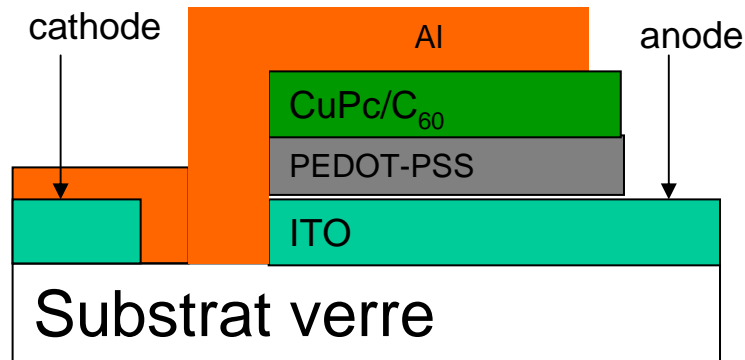 cathode
Al
anode
CuPc/C₆₀
PEDOT-PSS
ITO
Substrat verre